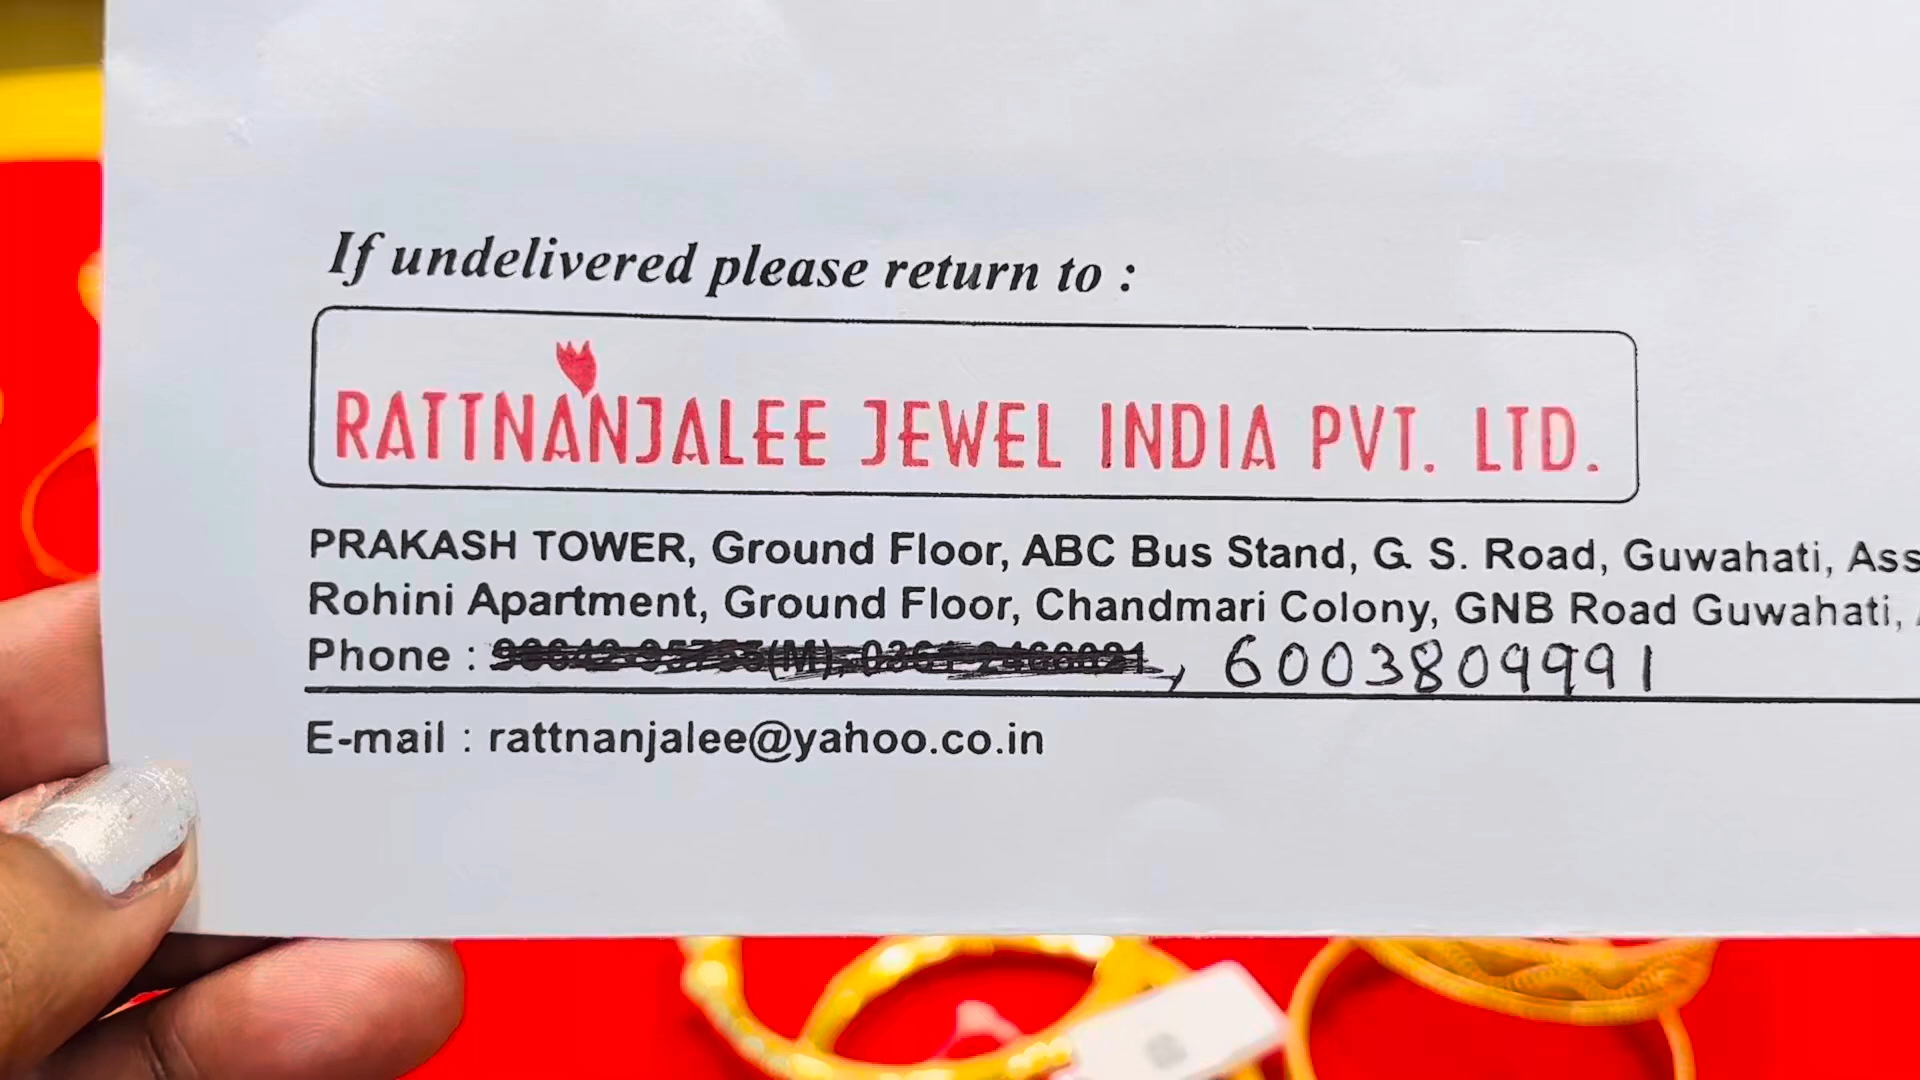 If undelivered please return to :
RATTNANJALEE JEWEL INDIA PVT. LTD.
PRAKASH TOWER, Ground Floor, ABC Bus Stand, G. S. Road, Guwahati, Ass
Rohini Apartment, Ground Floor, Chandmari Colony, GNB Road Guwahati,
Phone : , 6003809991
E-mail : rattnanjalee@yahoo.co.in